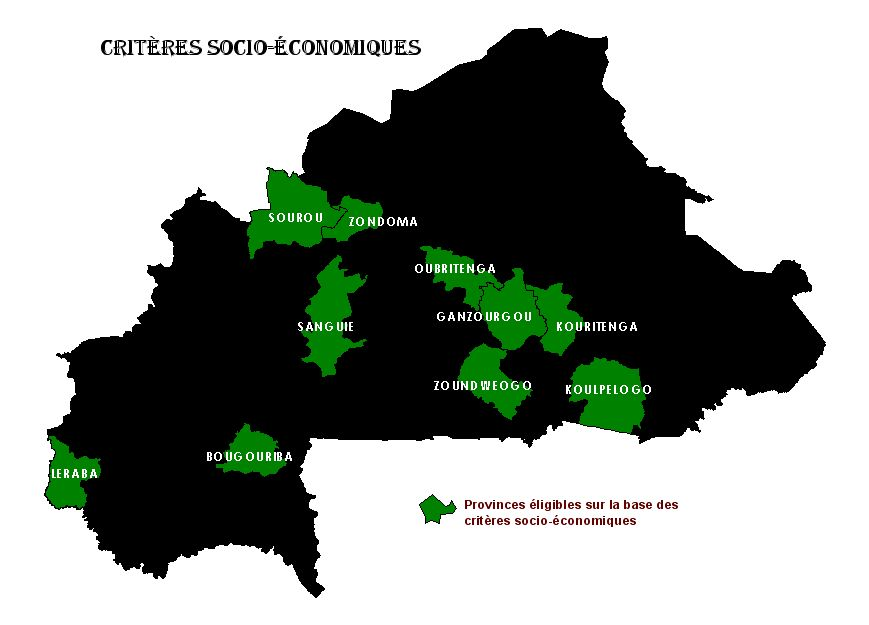 CRITÈRES SOCIO-ÉCONOMIQUES
SOUROU
ZONDOMA
OUBRITENGA
SANGUIE
GANZOURGOU
KOURITENGA
ZOUNDWEOGO
KOULPELOGO
BOUGOURIBA
LERABA
Provinces éligibles sur la base des
critères socio-économiques